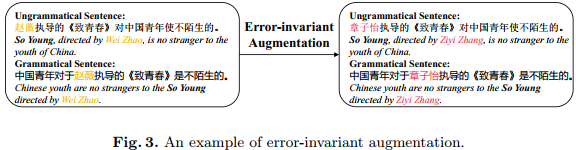 Ungrammatical Sentence:
赵薇执导的《致青春》对中国青年使不陌生的。
So Young, directed by Wei Zhao, is no stranger to the
youth of China.
Grammatical Sentence:
中国青年对于赵薇执导的《致青春》是不陌生的。
Chinese youth are no strangers to the So Young
directed by Wei Zhao.
Error-invariant
Augmentation
Ungrammatical Sentence:
章子怡执导的《致青春》对中国青年使不陌生的。
So Young, directed by Ziyi Zhang, is no stranger to the
youth of China.
Grammatical Sentence:
中国青年对于章子怡执导的《致青春》是不陌生的。
Chinese youth are no strangers to the So Young
directed by Ziyi Zhang.
Fig. 3. An example of error-invariant augmentation.